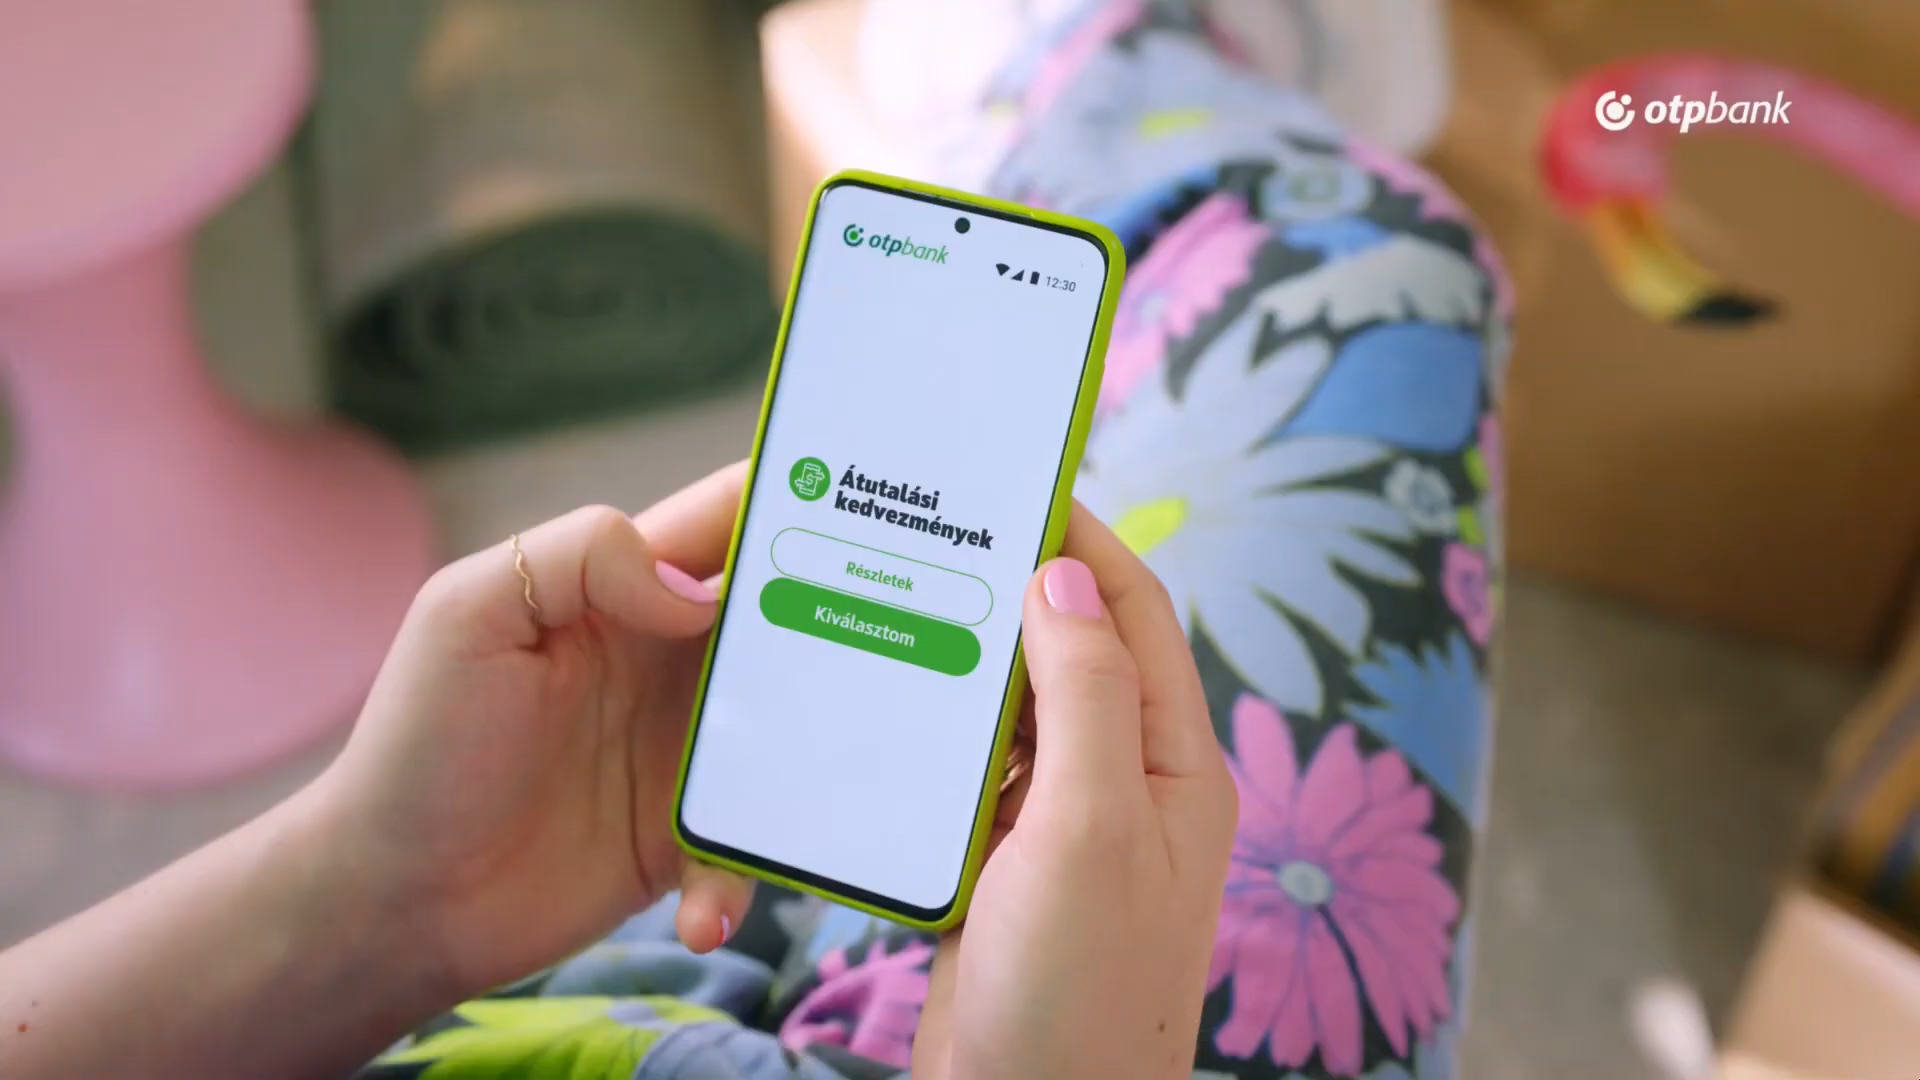 otpbank
otpbank
12:30
Átutalási
kedvezmények
Részletek
Kiválasztom